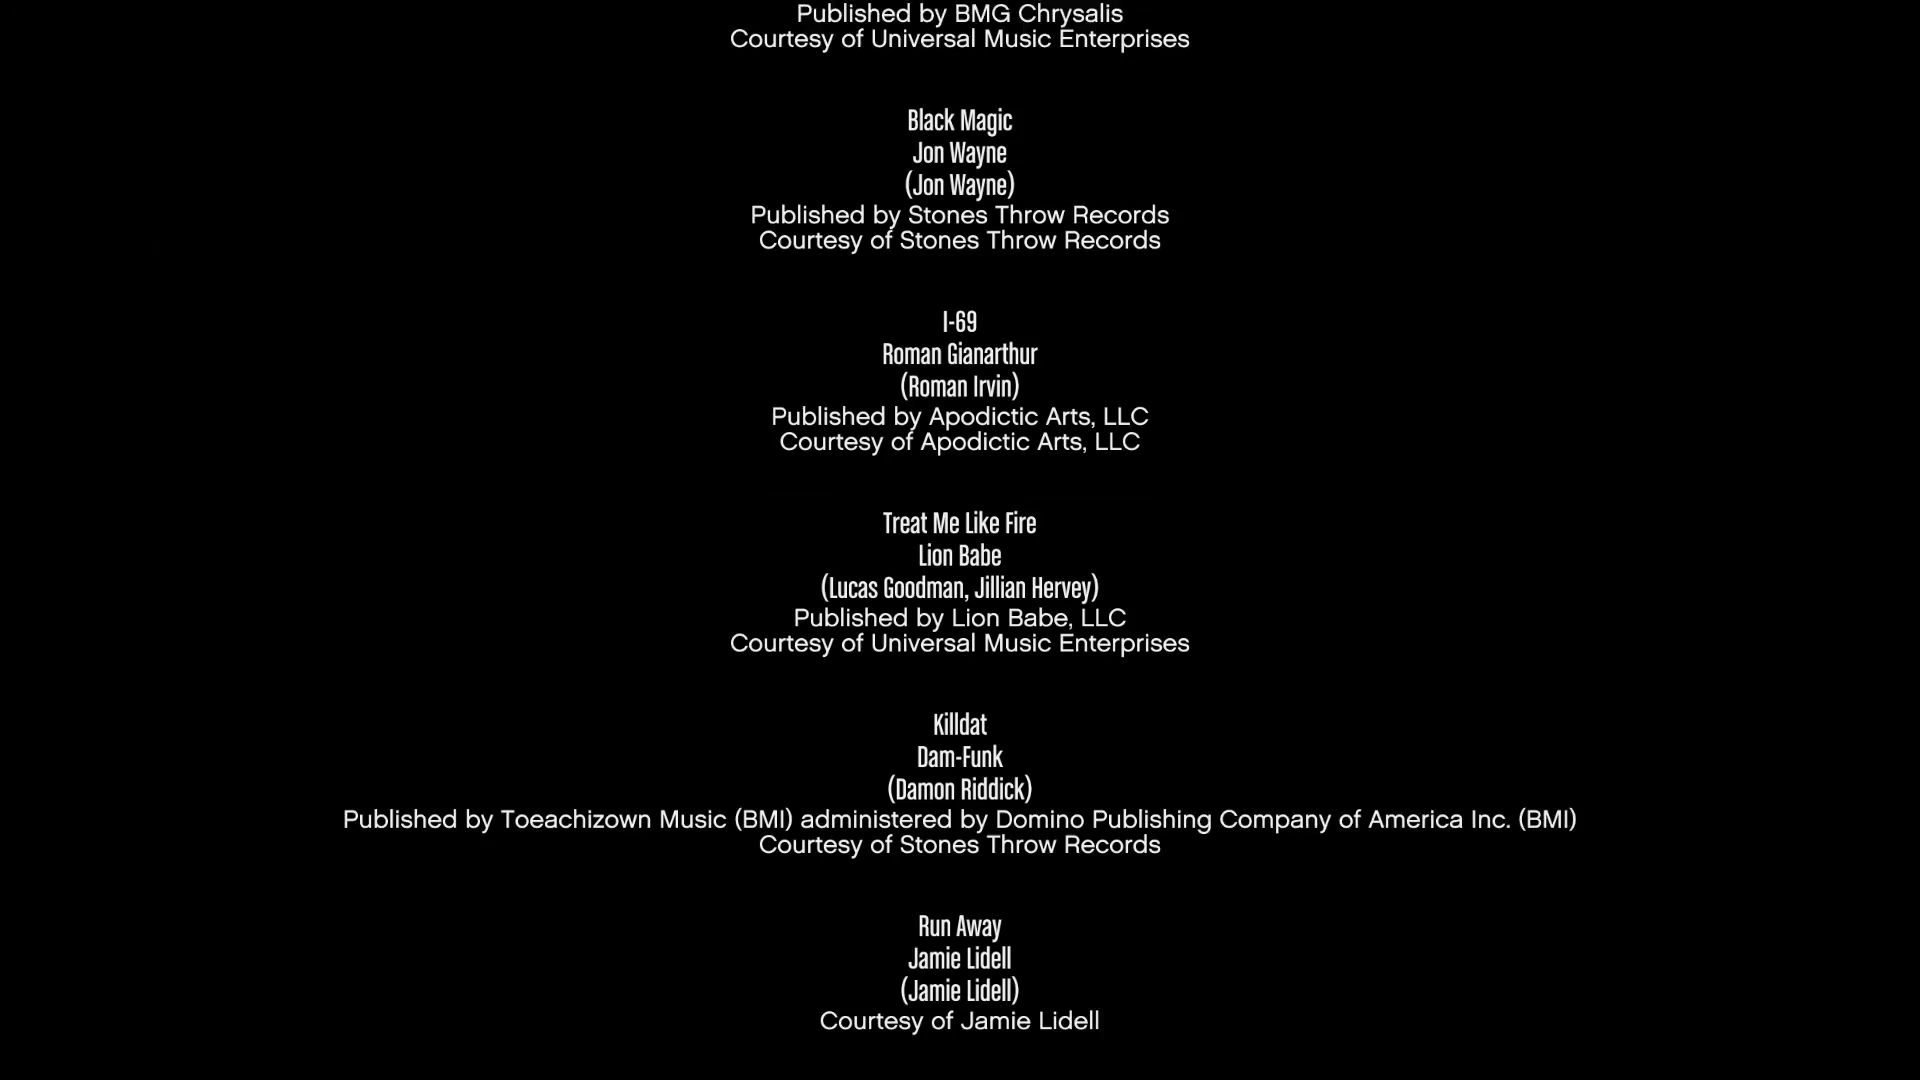 Published by BMG Chrysalis
Courtesy of Universal Music Enterprises
Black Magic
Jon Wayne
(Jon Wayne)
Published by Stones Throw Records
Courtesy of Stones Throw Records
I-69
Roman Gianarthur
(Roman Irvin)
Published by Apodictic Arts, LLC
Courtesy of Apodictic Arts, LLC
Treat Me Like Fire
Lion Babe
(Lucas Goodman, Jillian Hervey)
Published by Lion Babe, LLC
Courtesy of Universal Music Enterprises
Killdat
Dam-Funk
(Damon Riddick)
Published by Toeachizown Music (BMI) administered by Domino Publishing Company of America Inc. (BMI)
Courtesy of Stones Throw Records
Run Away
Jamie Lidell
(Jamie Lidell)
Courtesy of Jamie Lidell